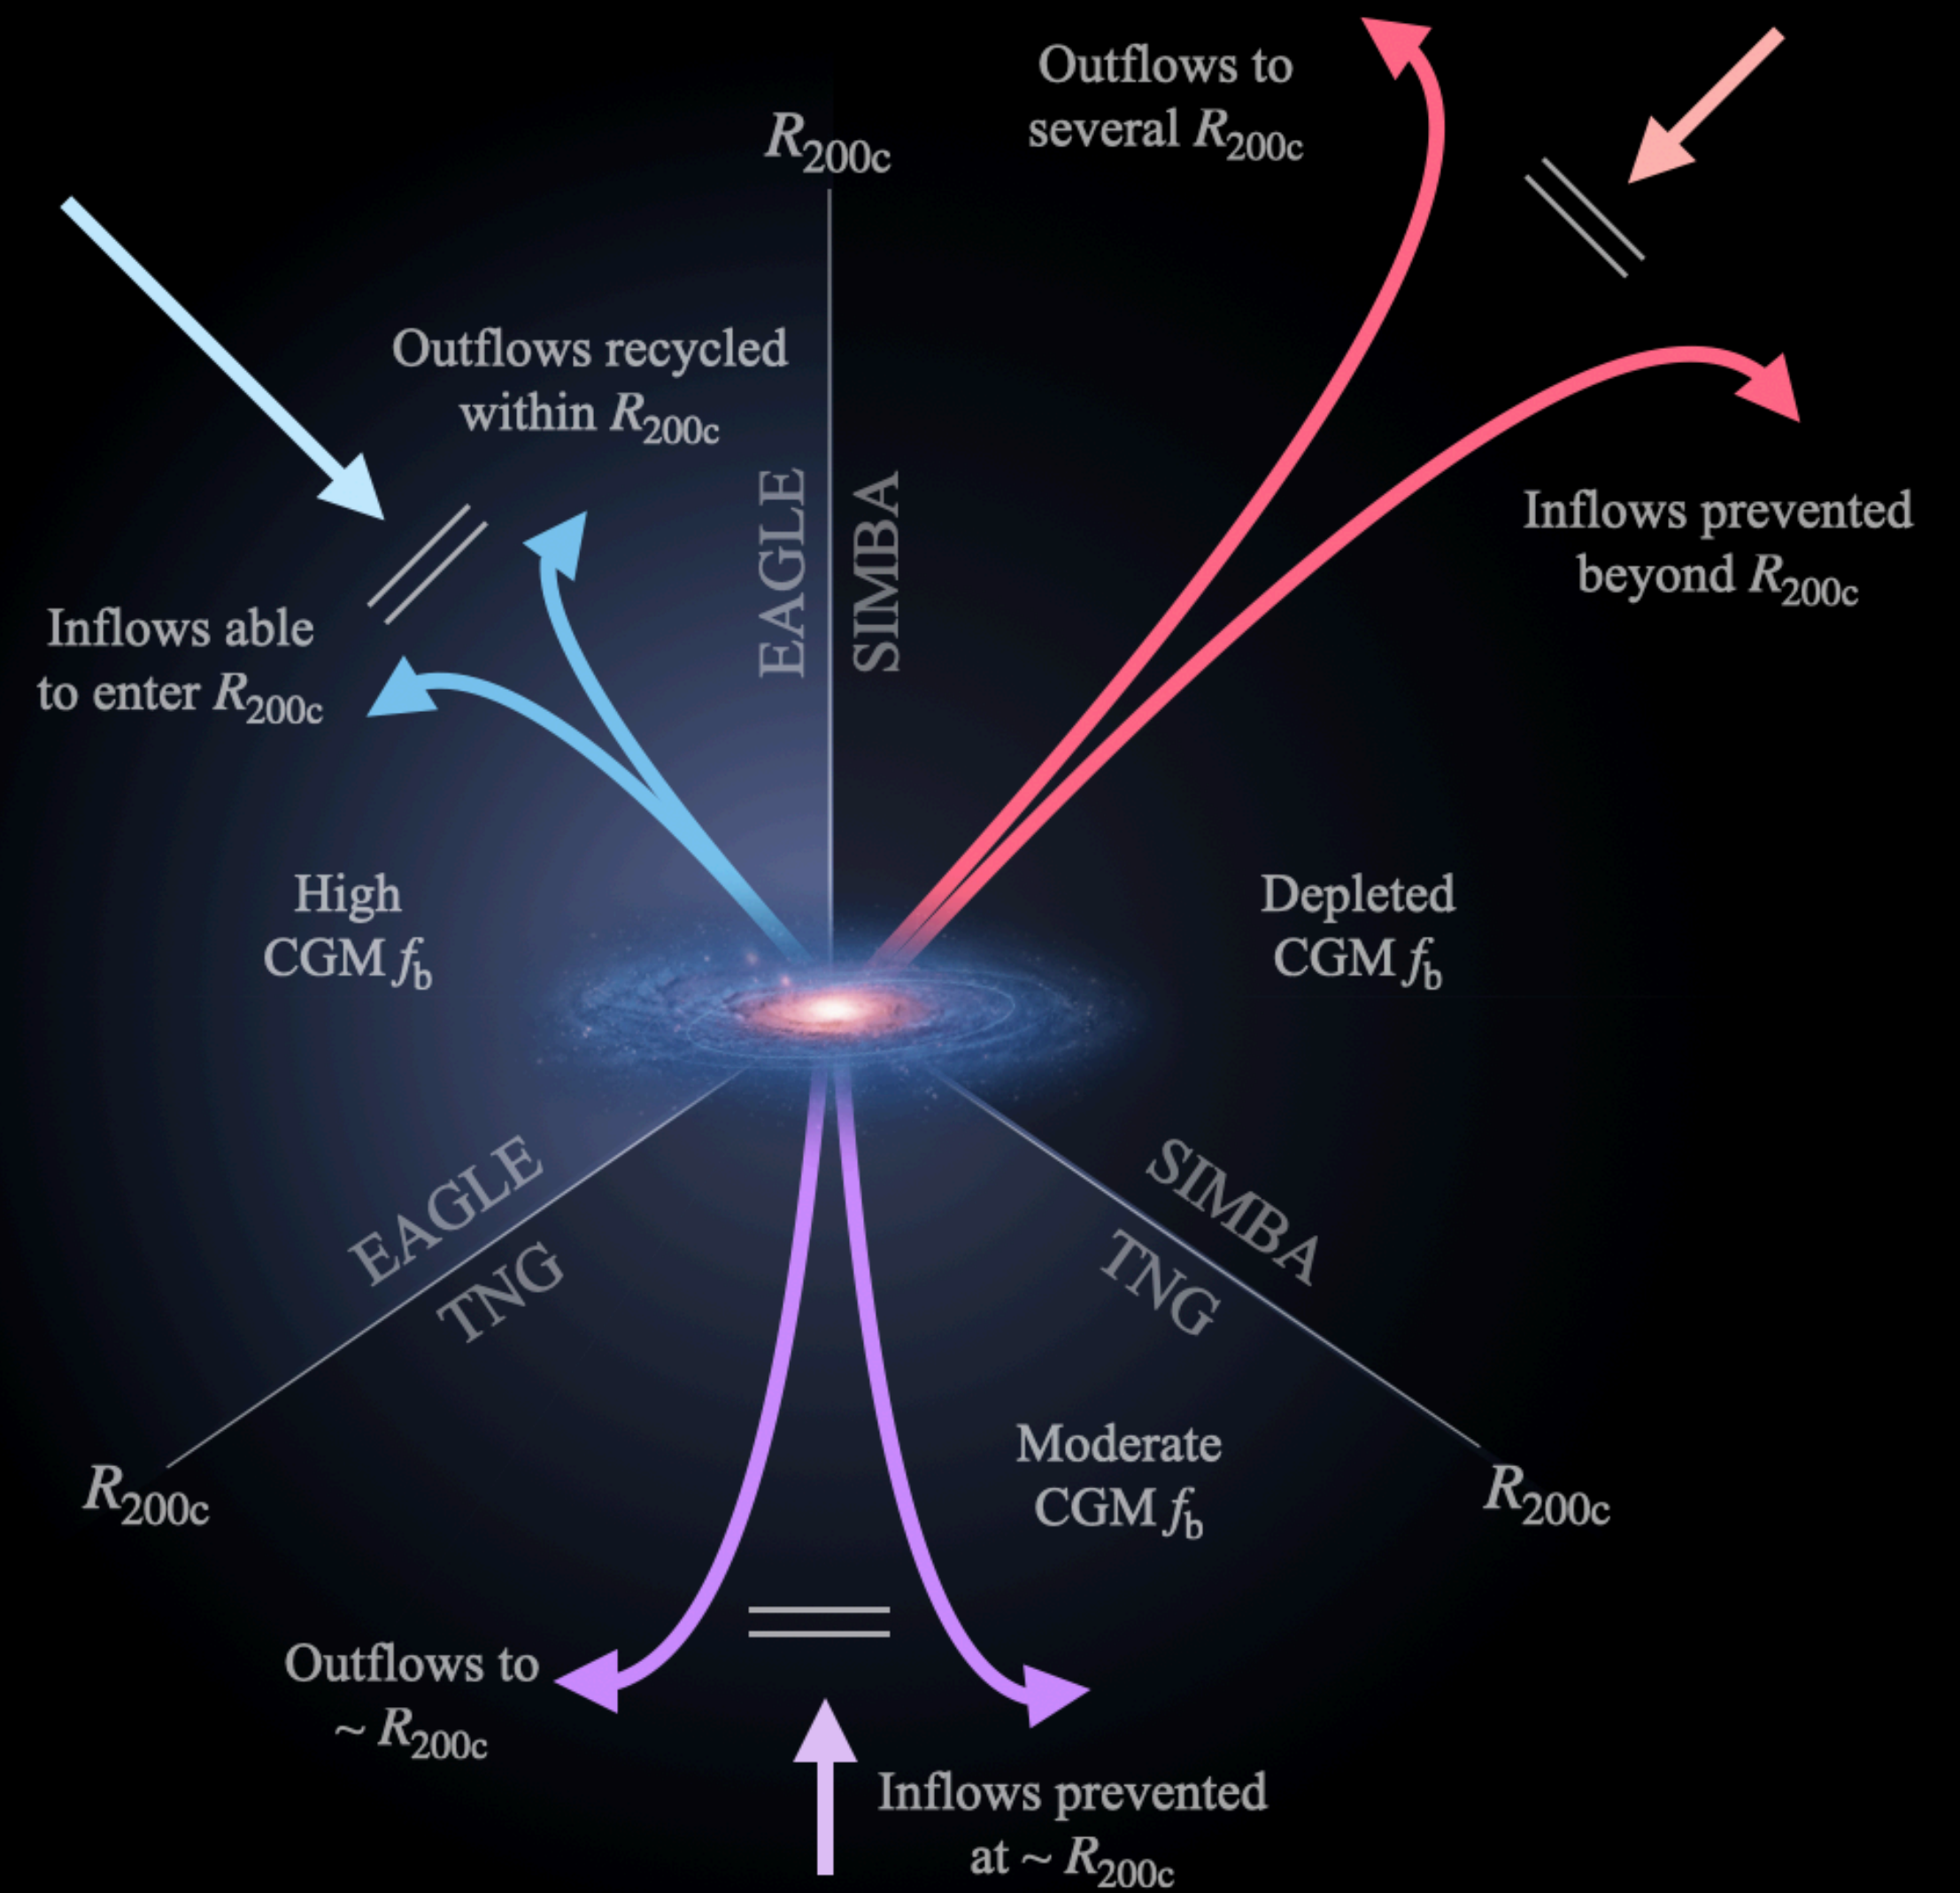 Outflows to
several R200c
R200c
Outflows recycled
within R200c
EAGLE
SIMBA
Inflows prevented
beyond R200c
Inflows able
to enter R200c
High
CGM fb
Depleted
CGM fb
EAGLE
TNG
SIMBA
TNG
Moderate
CGM fb
R200c
R200c
Outflows to
~ R200c
Inflows prevented
at ~ R200c